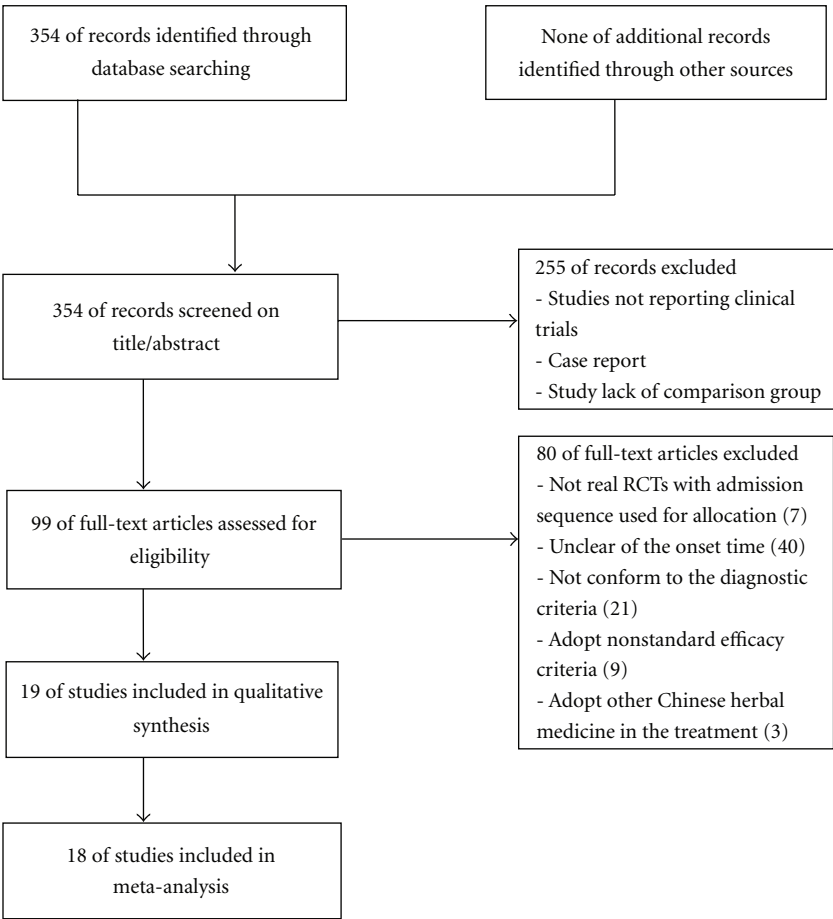 354 of records identified through
database searching
None of additional records
identified through other sources
354 of records screened on
title/abstract
255 of records excluded
- Studies not reporting clinical
trials
- Case report
- Study lack of comparison group
99 of full-text articles assessed for
eligibility
80 of full-text articles excluded
- Not real RCTs with admission
sequence used for allocation (7)
- Unclear of the onset time (40)
- Not conform to the diagnostic
criteria (21)
- Adopt nonstandard efficacy
criteria (9)
- Adopt other Chinese herbal
medicine in the treatment (3)
19 of studies included in qualitative
synthesis
18 of studies included in
meta-analysis